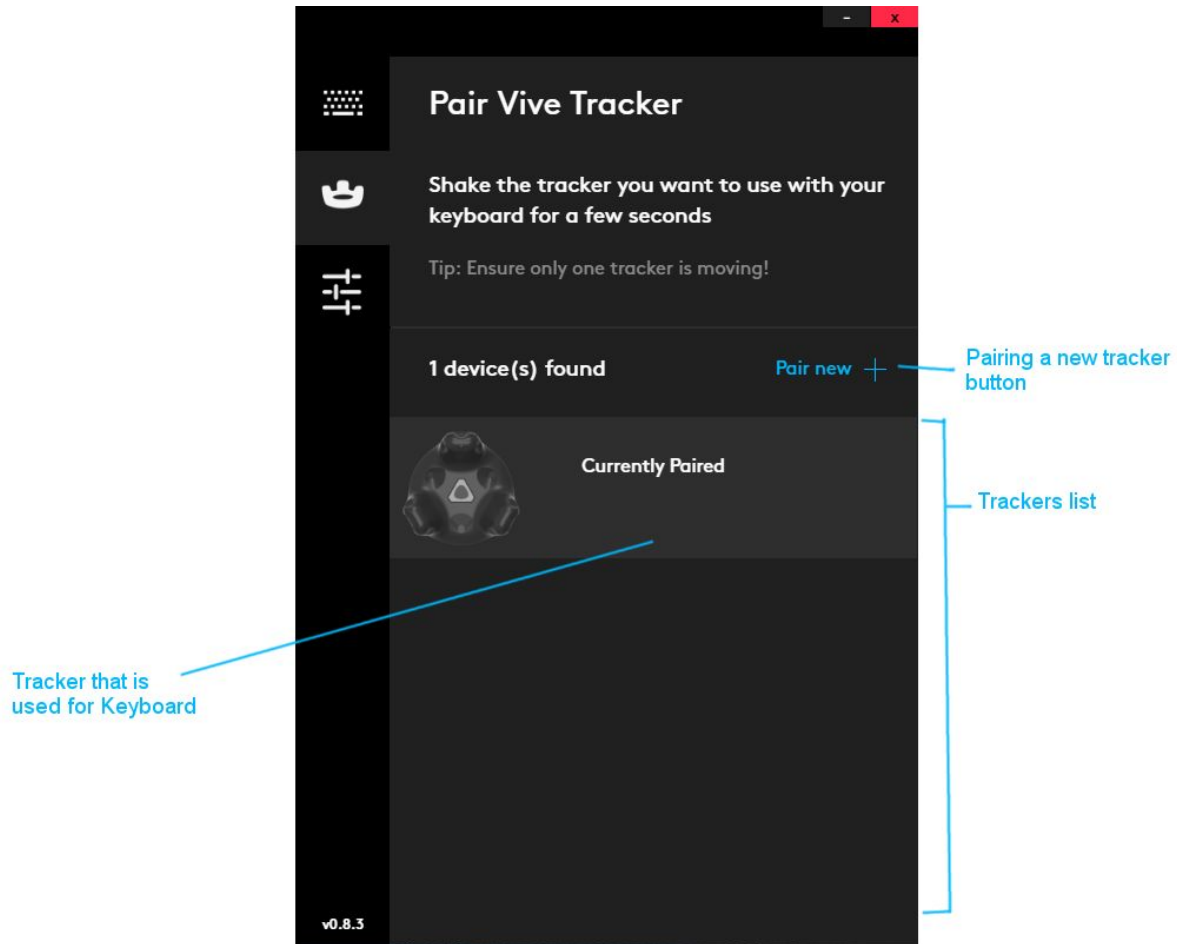 - x
Pair Vive Tracker
Shake the tracker you want to use with your
keyboard for a few seconds
Tip: Ensure only one tracker is moving!
1 device(s) found
Pair new +
Pairing a new tracker
button
Currently Paired
Trackers list
Tracker that is
used for Keyboard
v0.8.3